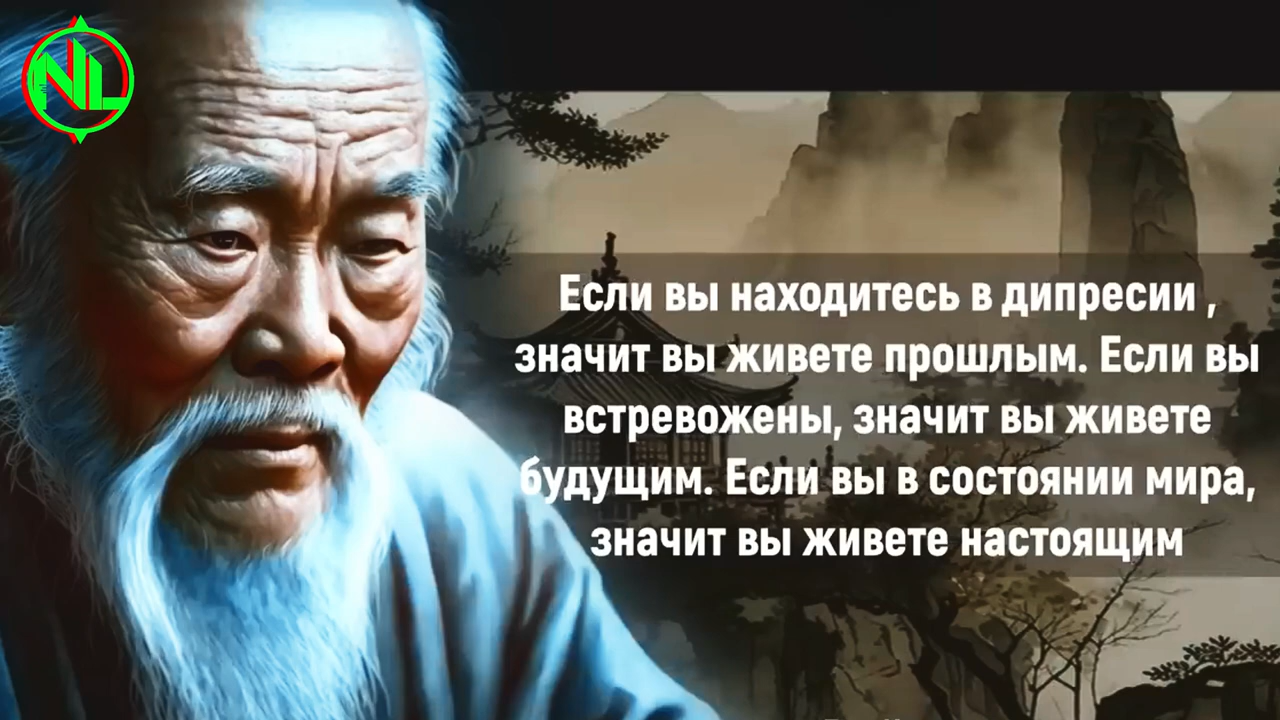 NL
Если вы находитесь в дипресии ,
значит вы живете прошлым. Если вы
встревожены, значит вы живете
будущим. Если вы в состоянии мира,
значит вы живете настоящим